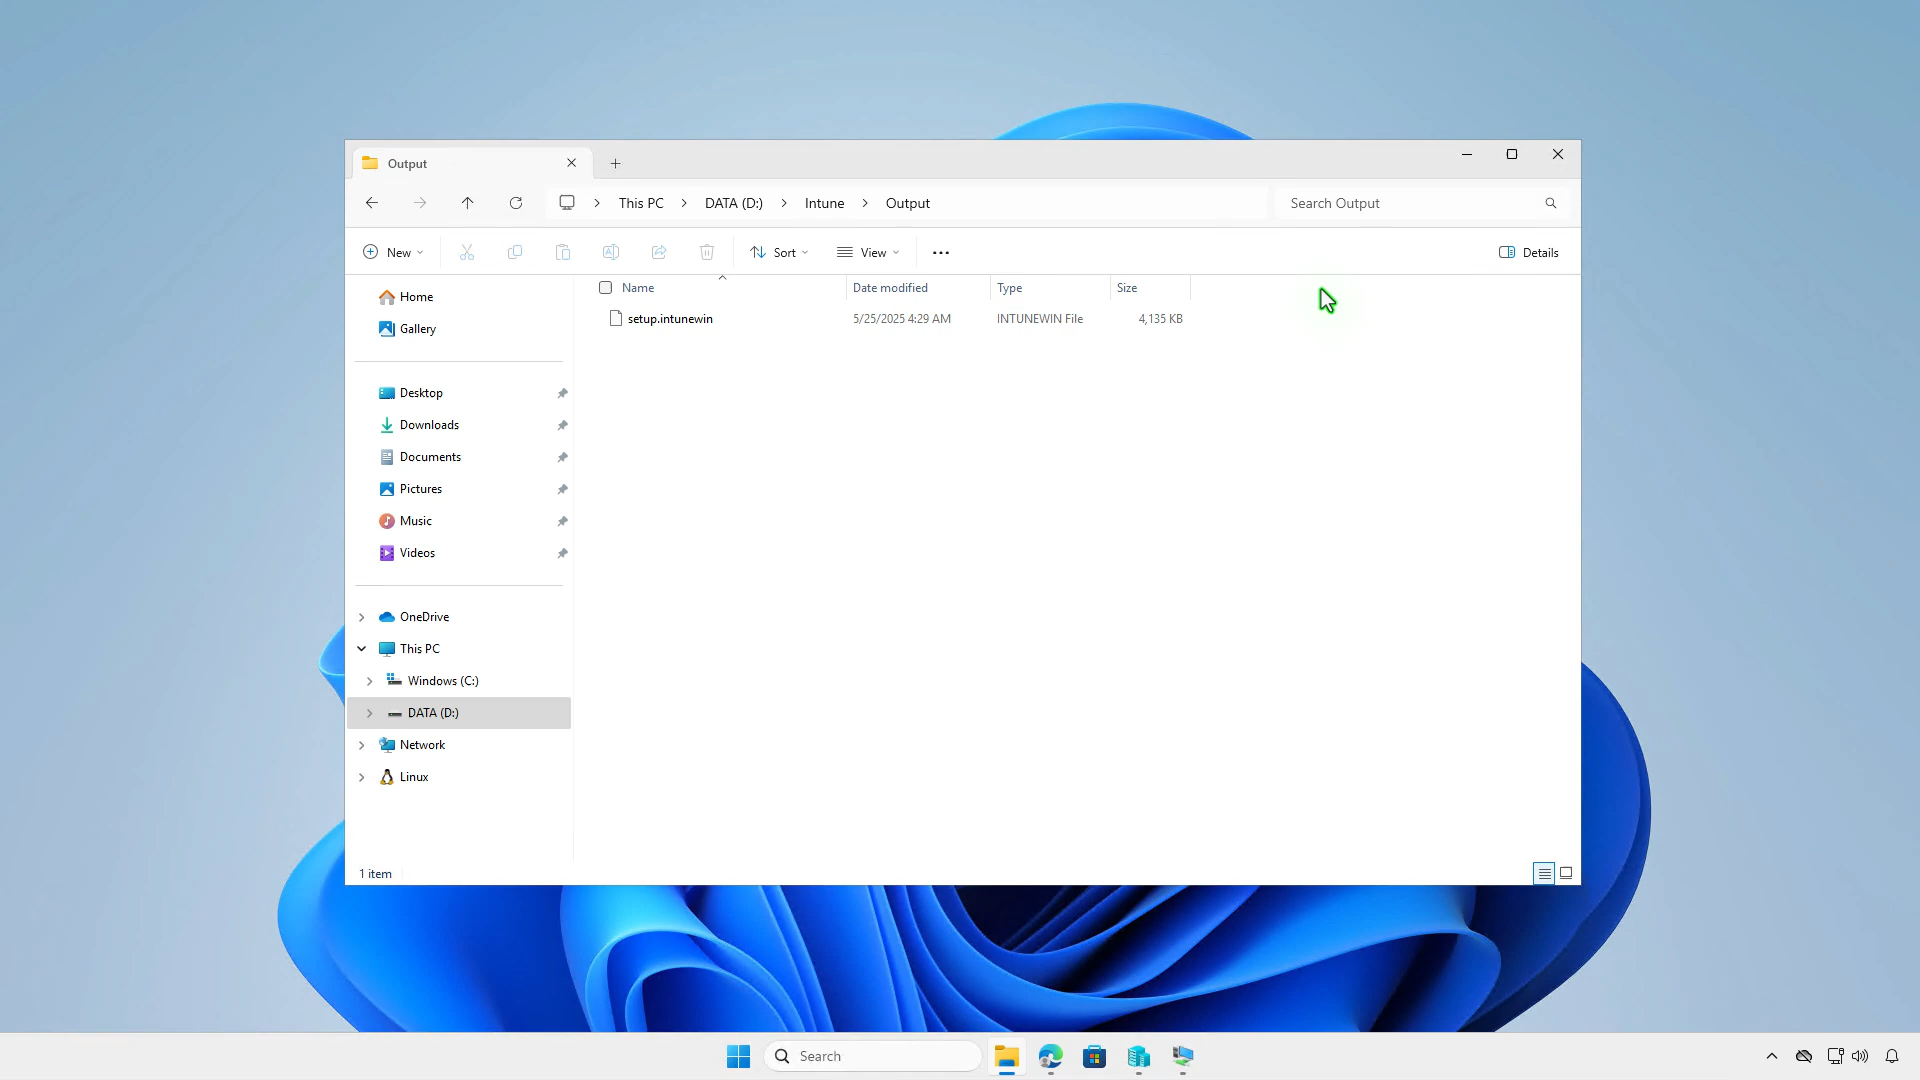 Output
This PC
DATA (D:)
Intune
Output
Search Output
New
Sort
View
Details
Name
Date modified
Type
Size
setup.intunewin
5/25/2025 4:29 AM
INTUNEWIN File
4,135 KB
Home
Gallery
Desktop
Downloads
Documents
Pictures
Music
Videos
OneDrive
This PC
Windows (C:)
DATA (D:)
Network
Linux
1 item
Search